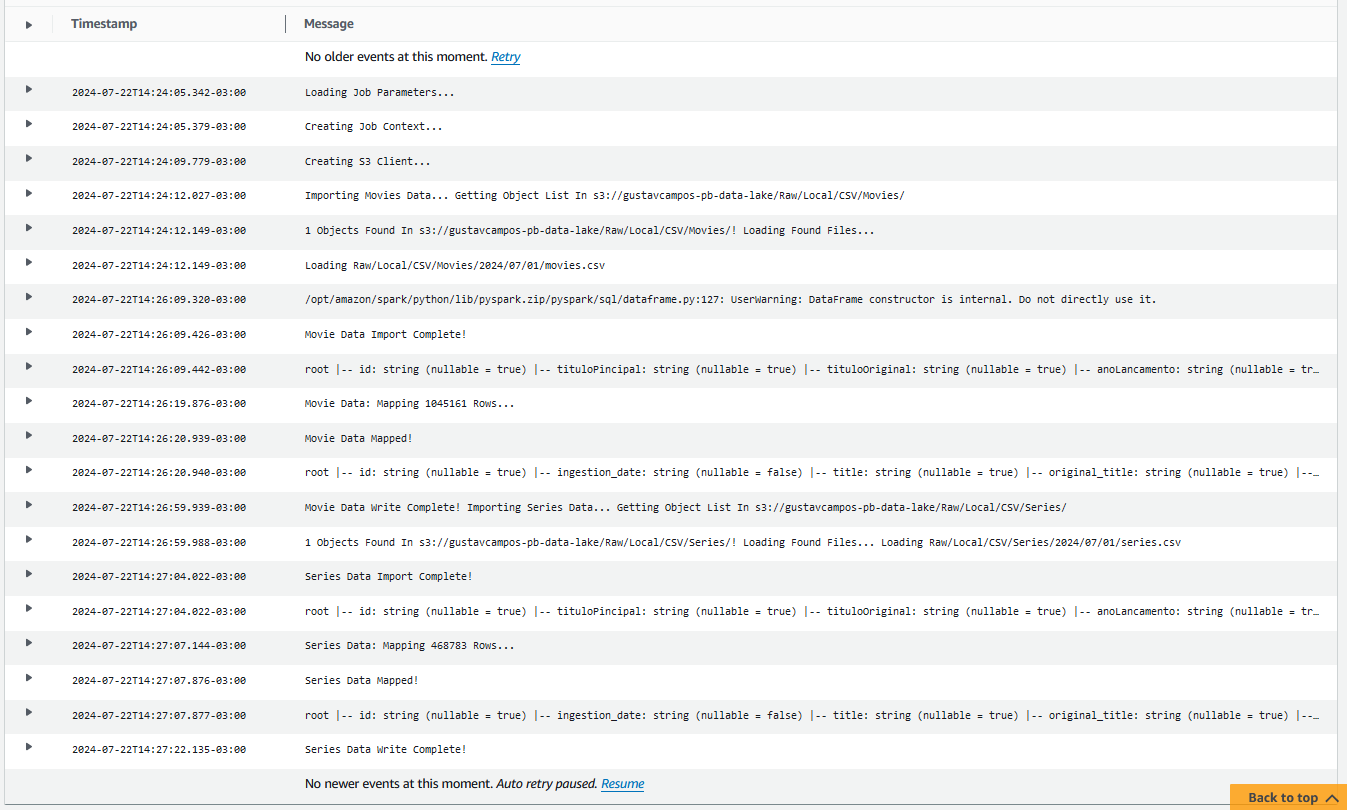 Timestamp Message
No older events at this moment. Retry
2024-07-22T14:24:05.342-03:00 Loading Job Parameters...
2024-07-22T14:24:05.379-03:00 Creating Job Context...
2024-07-22T14:24:09.779-03:00 Creating S3 Client...
2024-07-22T14:24:12.027-03:00 Importing Movies Data... Getting Object List In s3://gustavcampos-pb-data-lake/Raw/Local/CSV/Movies/
2024-07-22T14:24:12.149-03:00 1 Objects Found In s3://gustavcampos-pb-data-lake/Raw/Local/CSV/Movies/! Loading Found Files...
2024-07-22T14:24:12.149-03:00 Loading Raw/Local/CSV/Movies/2024/07/01/movies.csv
2024-07-22T14:26:09.320-03:00 /opt/amazon/spark/python/lib/pyspark.zip/pyspark/sql/dataframe.py:127: UserWarning: DataFrame constructor is internal. Do not directly use it.
2024-07-22T14:26:09.426-03:00 Movie Data Import Complete!
2024-07-22T14:26:09.442-03:00 root |-- id: string (nullable = true) |-- tituloPincipal: string (nullable = true) |-- tituloOriginal: string (nullable = true) |-- anoLancamento: string (nullable = tr…
2024-07-22T14:26:19.876-03:00 Movie Data: Mapping 1045161 Rows...
2024-07-22T14:26:20.939-03:00 Movie Data Mapped!
2024-07-22T14:26:20.940-03:00 root |-- id: string (nullable = true) |-- ingestion_date: string (nullable = false) |-- title: string (nullable = true) |-- original_title: string (nullable = true) |--…
2024-07-22T14:26:59.939-03:00 Movie Data Write Complete! Importing Series Data... Getting Object List In s3://gustavcampos-pb-data-lake/Raw/Local/CSV/Series/
2024-07-22T14:26:59.988-03:00 1 Objects Found In s3://gustavcampos-pb-data-lake/Raw/Local/CSV/Series/! Loading Found Files... Loading Raw/Local/CSV/Series/2024/07/01/series.csv
2024-07-22T14:27:04.022-03:00 Series Data Import Complete!
2024-07-22T14:27:04.022-03:00 root |-- id: string (nullable = true) |-- tituloPincipal: string (nullable = true) |-- tituloOriginal: string (nullable = true) |-- anoLancamento: string (nullable = tr…
2024-07-22T14:27:07.144-03:00 Series Data: Mapping 468783 Rows...
2024-07-22T14:27:07.876-03:00 Series Data Mapped!
2024-07-22T14:27:07.877-03:00 root |-- id: string (nullable = true) |-- ingestion_date: string (nullable = false) |-- title: string (nullable = true) |-- original_title: string (nullable = true) |--…
2024-07-22T14:27:22.135-03:00 Series Data Write Complete!
No newer events at this moment. Auto retry paused. Resume
Back to top